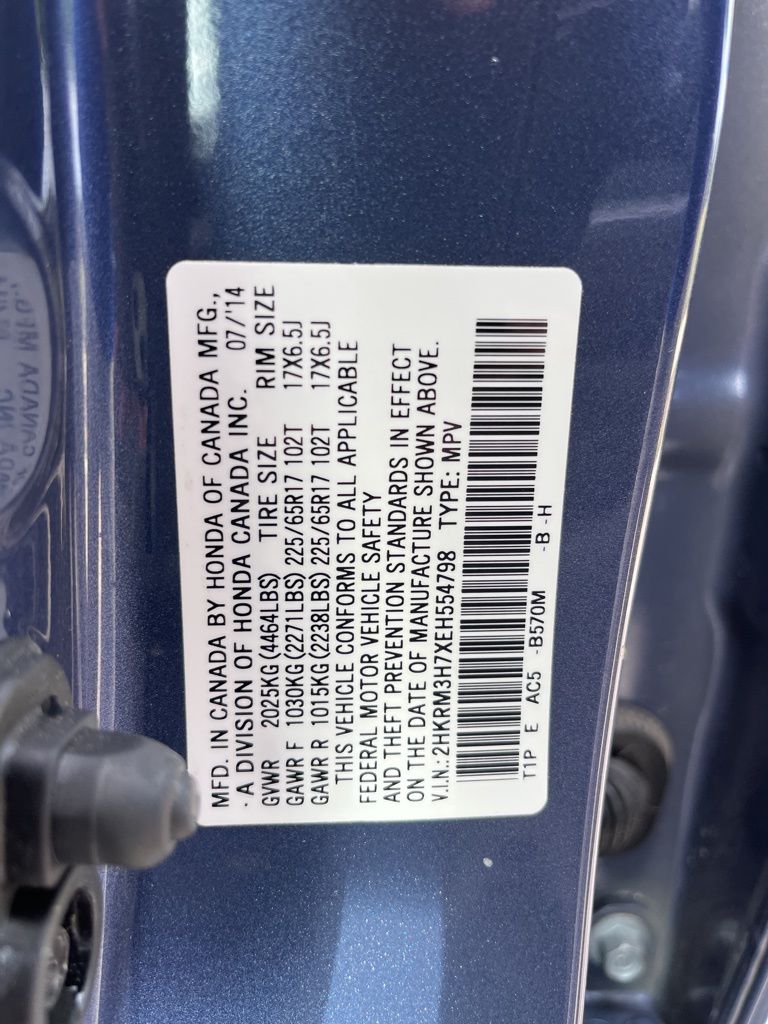 MFD. IN CANADA BY HONDA OF CANADA MFG.,
- A DIVISION OF HONDA CANADA INC. 07/'14
GVWR 2025KG (4464LBS) TIRE SIZE RIM SIZE
GAWR F 1030KG (2271LBS) 225/65R17 102T 17X6.5J
GAWR R 1015KG (2238LBS) 225/65R17 102T 17X6.5J
THIS VEHICLE CONFORMS TO ALL APPLICABLE
FEDERAL MOTOR VEHICLE SAFETY
AND THEFT PREVENTION STANDARDS IN EFFECT
ON THE DATE OF MANUFACTURE SHOWN ABOVE.
V.I.N.: 2HKRM3H7XEH554798 TYPE: MPV
T1P E AC5 -B570M -B -H